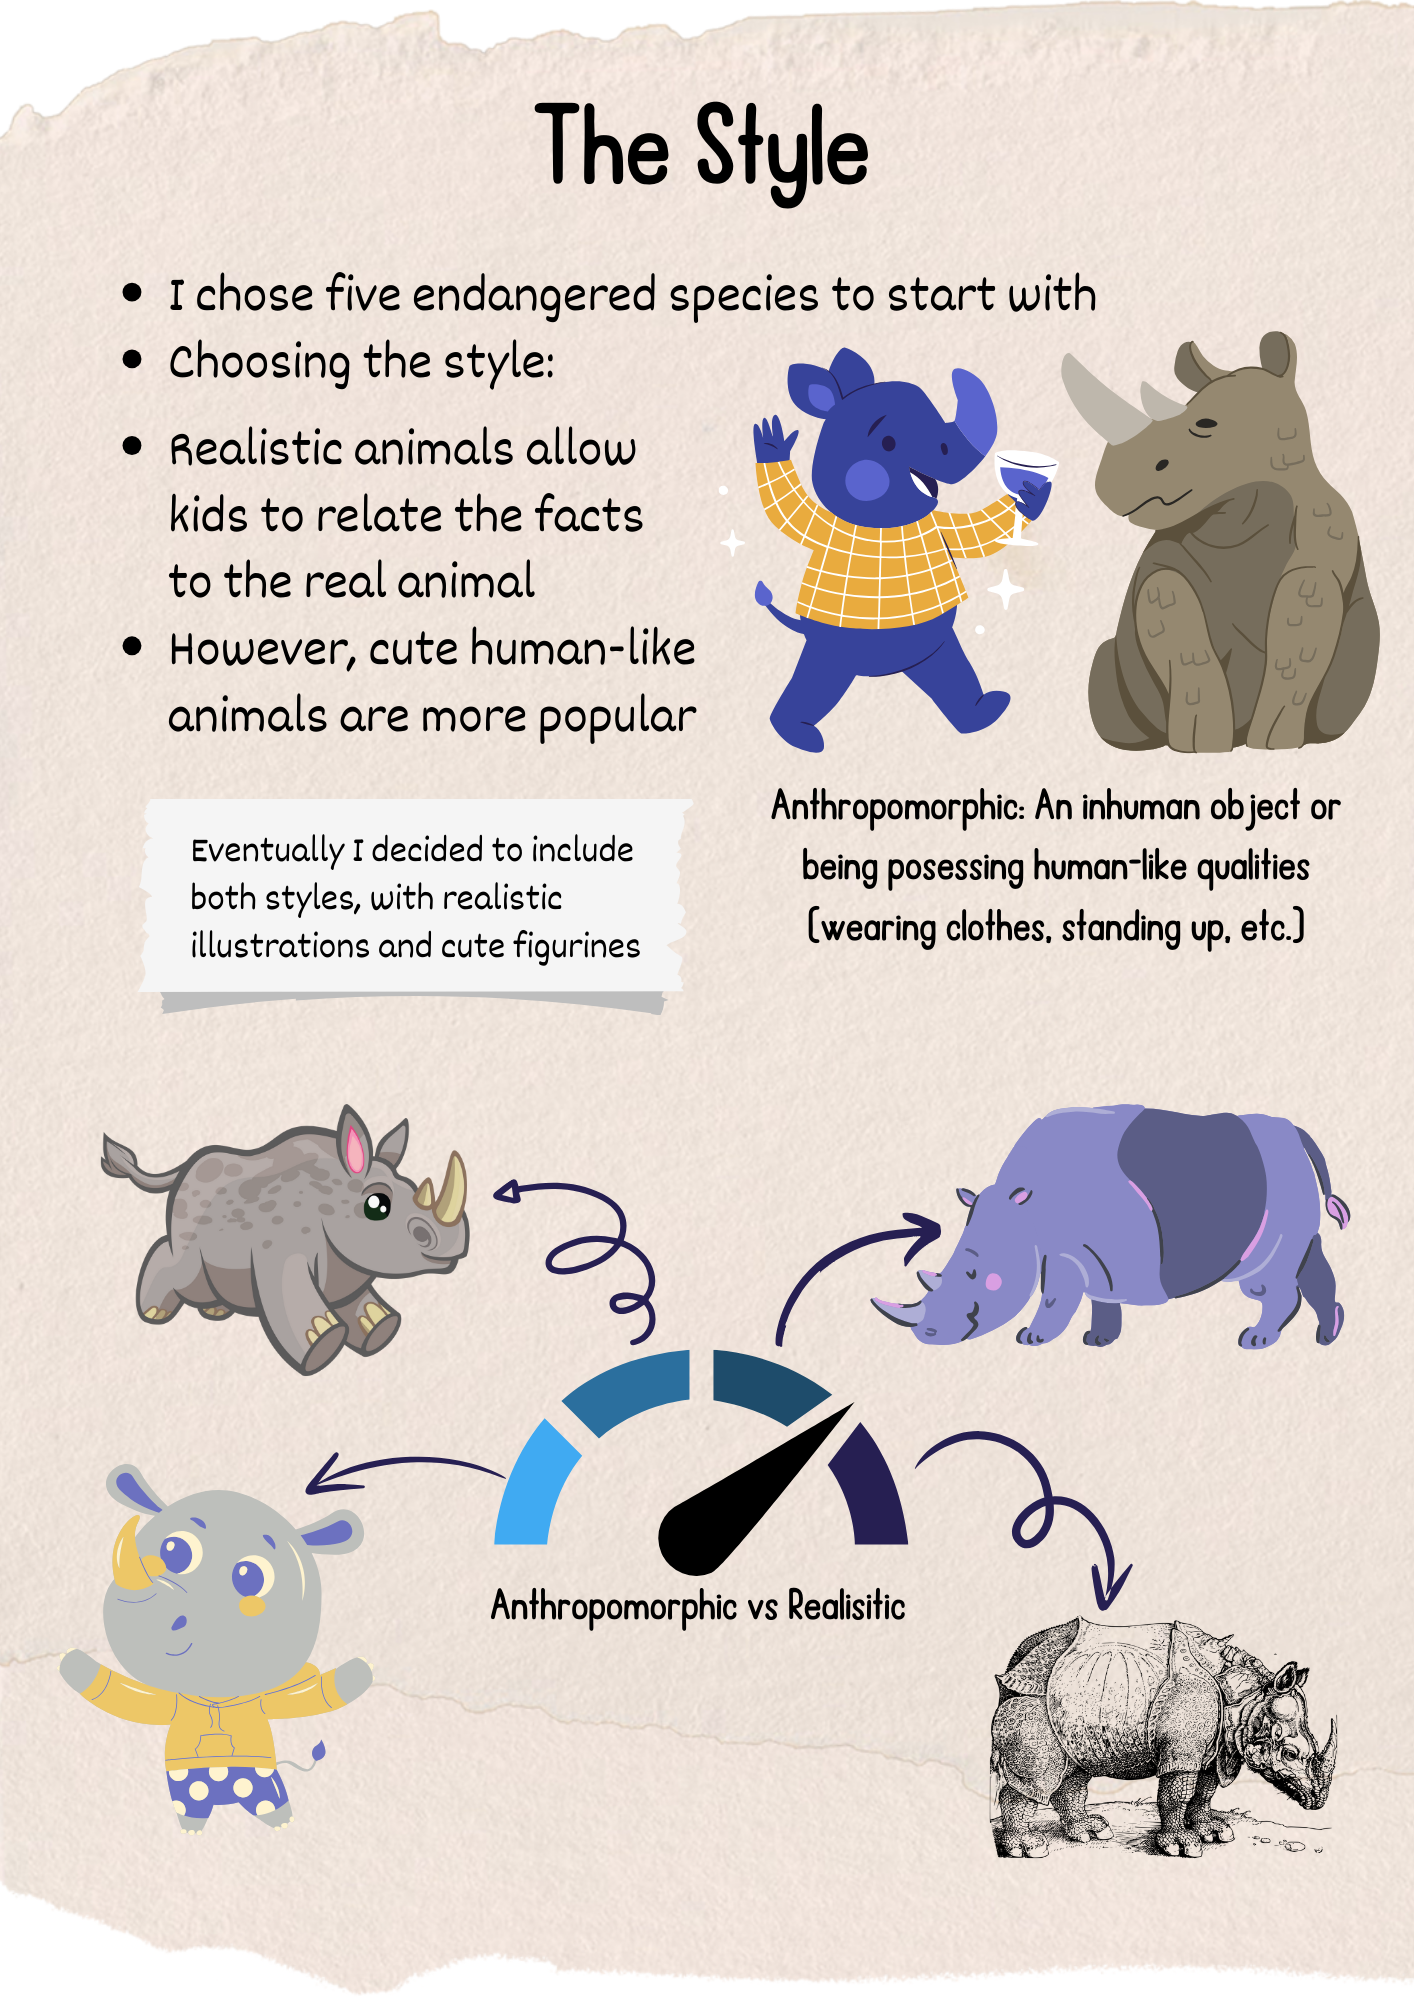 The Style
• I chose five endangered species to start with
• Choosing the style:
• Realistic animals allow
kids to relate the facts
to the real animal
• However, cute human-like
animals are more popular
Eventually I decided to include
both styles, with realistic
illustrations and cute figurines
Anthropomorphic: An inhuman object or
being posessing human-like qualities
(wearing clothes, standing up, etc.)
Anthropomorphic vs Realisitic